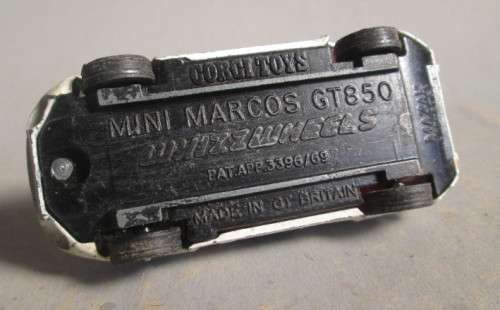 CORGI TOYS
MINI MARCOS GT850
WHIZZWHEELS
PAT. APP. 3396/69
MADE IN GT BRITAIN